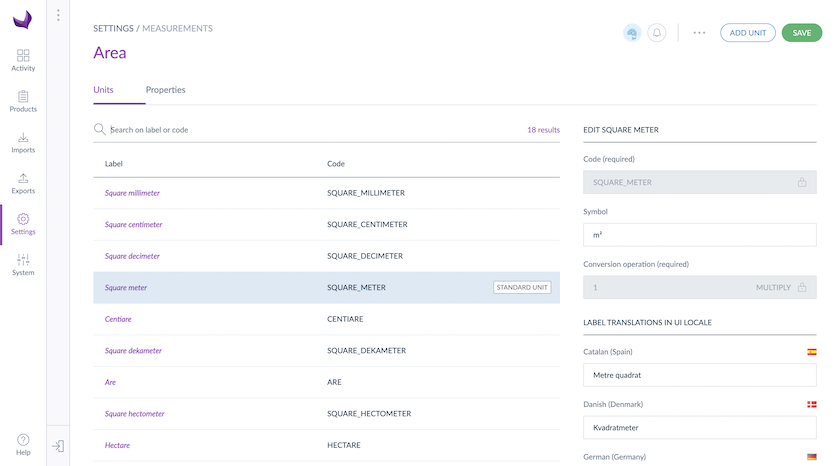 SETTINGS / MEASUREMENTS
Area
ADD UNIT
SAVE
Activity
Products
Imports
Exports
Settings
System
Help
Units
Properties
Search on label or code
18 results
Label
Code
Square millimeter
SQUARE_MILLIMETER
Square centimeter
SQUARE_CENTIMETER
Square decimeter
SQUARE_DECIMETER
Square meter
SQUARE_METER
STANDARD UNIT
Centiare
CENTIARE
Square dekameter
SQUARE_DEKAMETER
Are
ARE
Square hectometer
SQUARE_HECTOMETER
Hectare
HECTARE
EDIT SQUARE METER
Code (required)
SQUARE_METER
Symbol
m²
Conversion operation (required)
1
MULTIPLY
LABEL TRANSLATIONS IN UI LOCALE
Catalan (Spain)
Metre quadrat
Danish (Denmark)
Kvadratmeter
German (Germany)